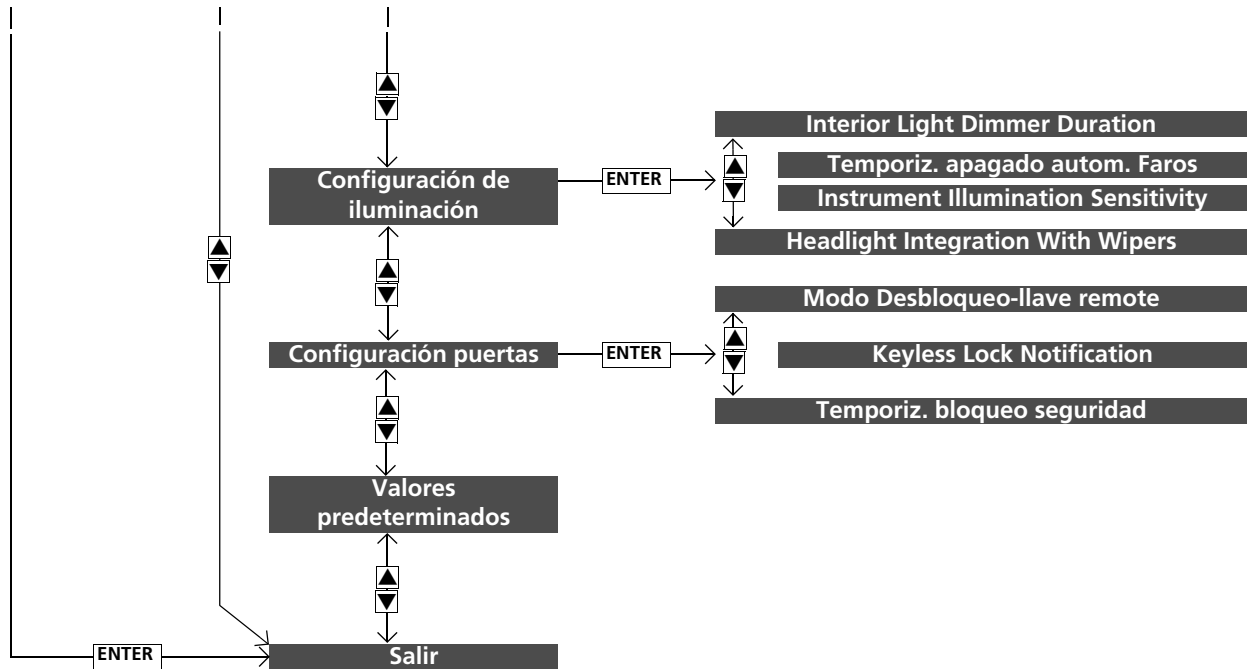 Interior Light Dimmer Duration
Configuración de
iluminación
ENTER
Temporiz. apagado autom. Faros
Instrument Illumination Sensitivity
Headlight Integration With Wipers
Modo Desbloqueo-llave remote
Configuración puertas
ENTER
Keyless Lock Notification
Temporiz. bloqueo seguridad
Valores
predeterminados
ENTER
Salir